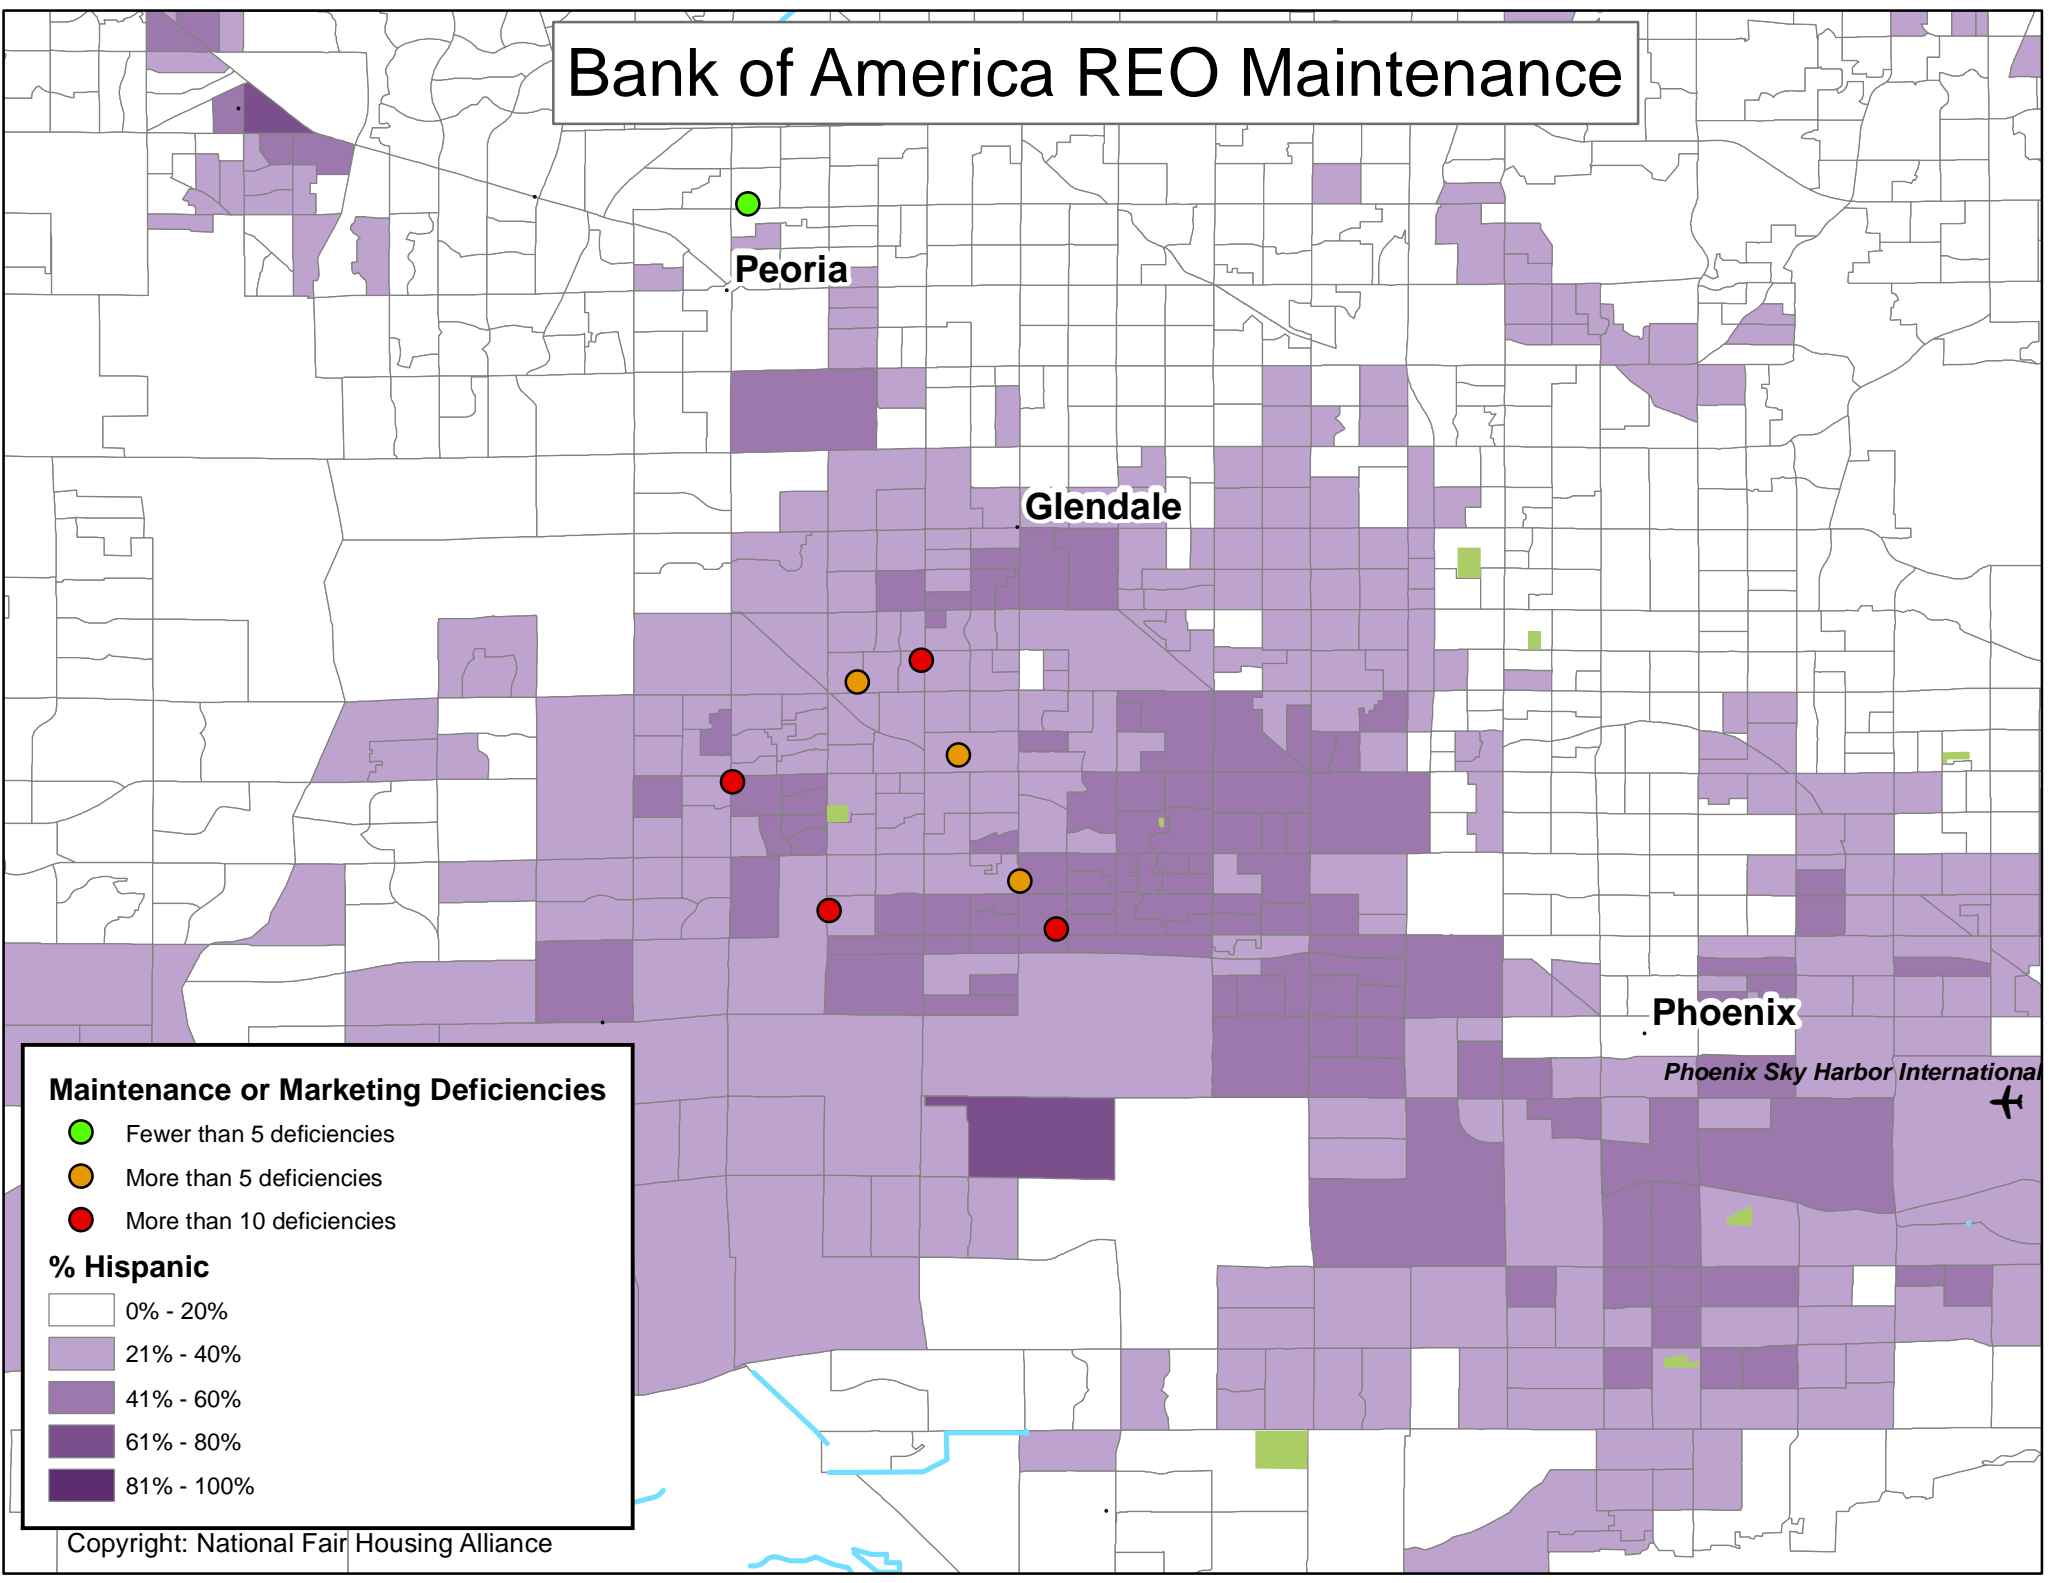 Bank of America REO Maintenance
Peoria
Glendale
Phoenix
Phoenix Sky Harbor International
Maintenance or Marketing Deficiencies
Fewer than 5 deficiencies
More than 5 deficiencies
More than 10 deficiencies
% Hispanic
0% - 20%
21% - 40%
41% - 60%
61% - 80%
81% - 100%
Copyright: National Fair Housing Alliance